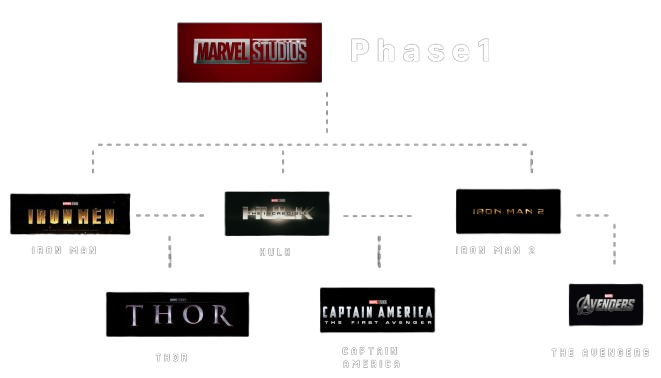 MARVEL STUDIOS
Phase1
IRON MEN
THE INCREDIBLE
HULK
IRON MAN 2
IRON MAN
HULK
IRON MAN 2
THOR
CAPTAIN AMERICA
THE FIRST AVENGER
AVENGERS
THOR
CAPTAIN
AMERICA
THE AVENGERS